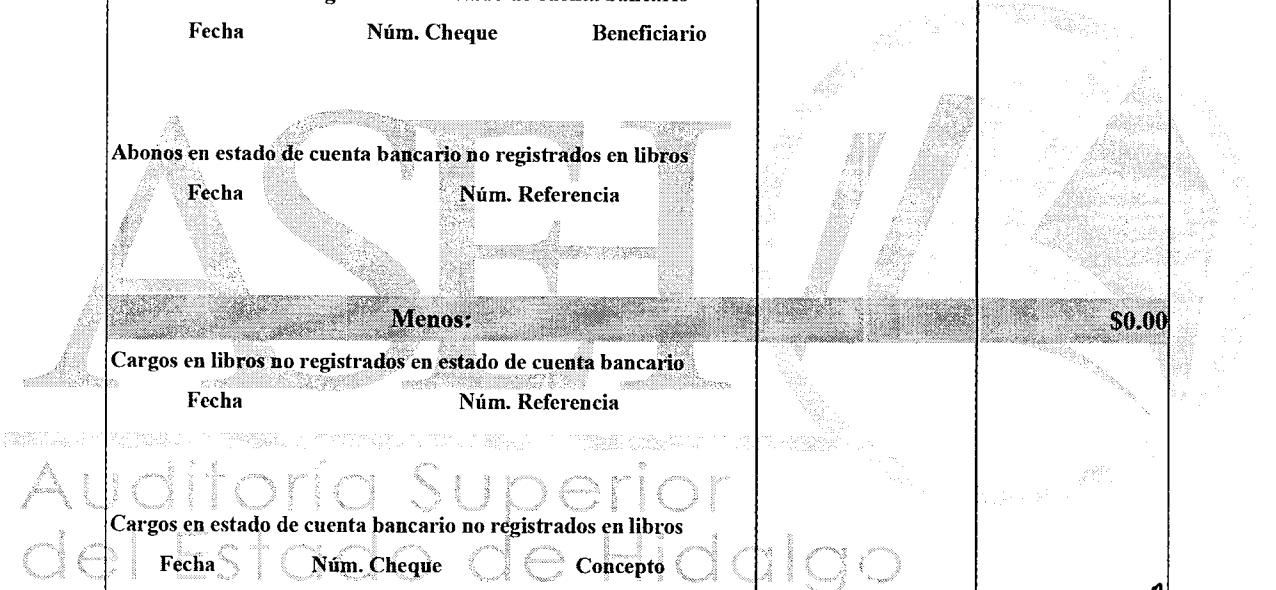 Fecha Núm. Cheque Beneficiario
Abonos en estado de cuenta bancario no registrados en libros
Fecha Núm. Referencia
ASEH
Menos: $0.00
Cargos en libros no registrados en estado de cuenta bancario
Fecha Núm. Referencia
Auditoría Superior
Cargos en estado de cuenta bancario no registrados en libros
del Estado de Hidalgo
Fecha Núm. Cheque Concepto